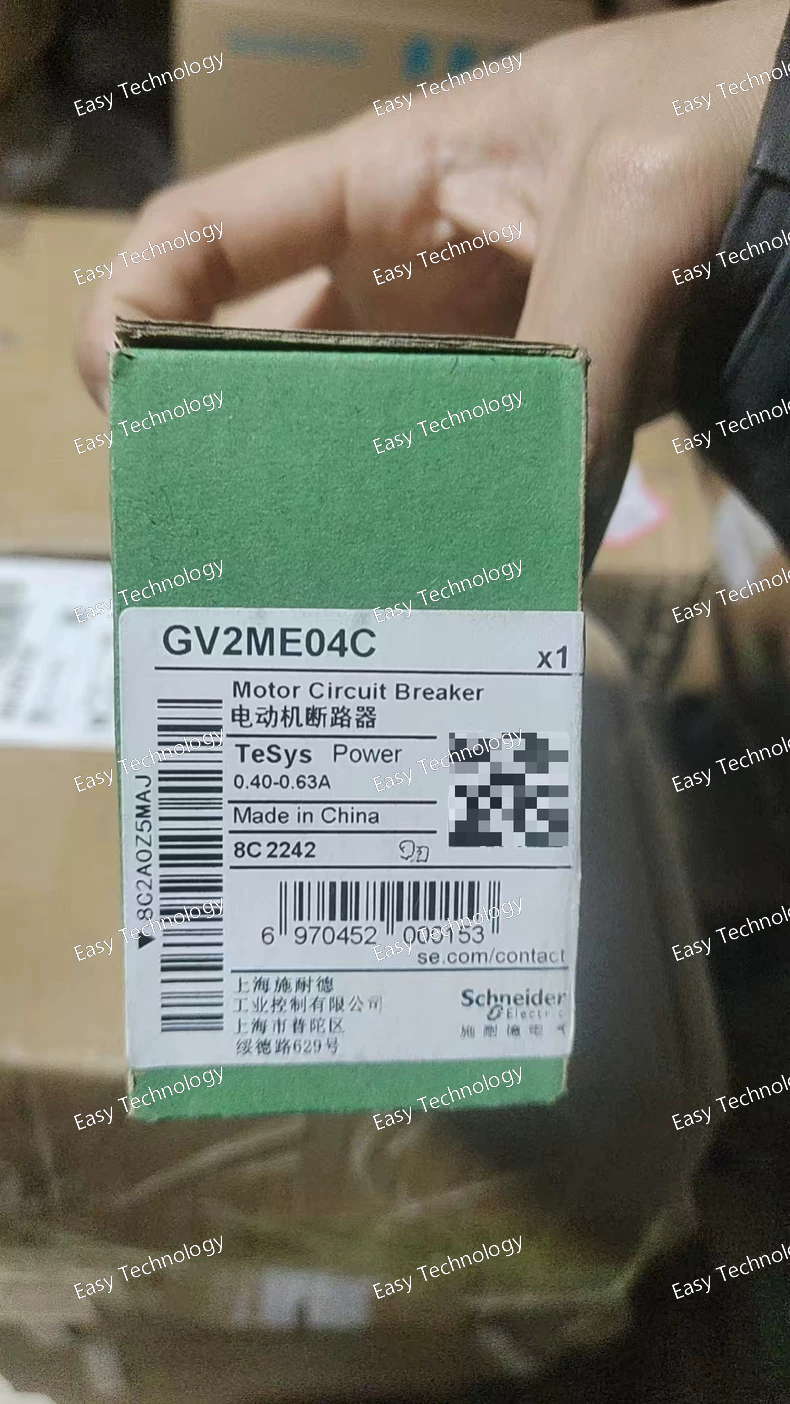 GV2ME04C
x1
Motor Circuit Breaker
电动机断路器
TeSys Power
0.40-0.63A
Made in China
8C 2242
8C2A0Z5MAJ
6 970452 005153
se.com/contact
上海施耐德
工业控制有限公司
上海市普陀区
绥德路629号
Schneider
Electric
施耐德电气
Easy Technology